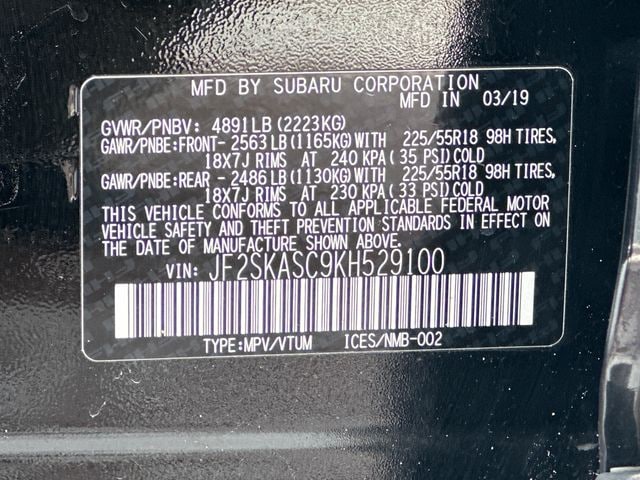 MFD BY SUBARU CORPORATION
MFD IN 03/19
GVWR/PNBV: 4891LB (2223KG)
GAWR/PNBE:FRONT- 2563LB (1165KG)WITH 225/55R18 98H TIRES,
18X7J RIMS AT 240 KPA (35 PSI)COLD
GAWR/PNBE:REAR - 2486LB (1130KG)WITH 225/55R18 98H TIRES,
18X7J RIMS AT 230 KPA (33 PSI)COLD
THIS VEHICLE CONFORMS TO ALL APPLICABLE FEDERAL MOTOR
VEHICLE SAFETY AND THEFT PREVENTION STANDARDS IN EFFECT ON
THE DATE OF MANUFACTURE SHOWN ABOVE.
VIN: JF2SKASC9KH529100
TYPE:MPV/VTUM ICES/NMB-002